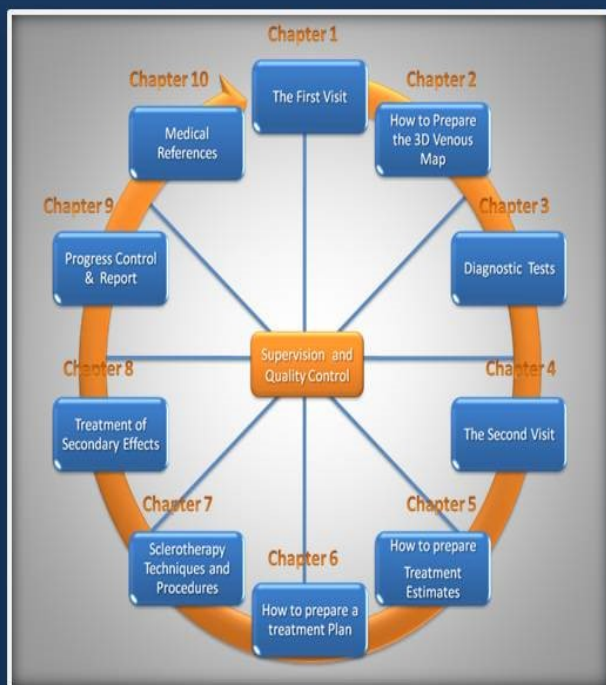 Chapter 1
The First Visit
Chapter 2
How to Prepare
the 3D Venous
Map
Chapter 3
Diagnostic Tests
Chapter 4
The Second Visit
Chapter 5
How to prepare
Treatment
Estimates
Chapter 6
How to prepare a
treatment Plan
Chapter 7
Sclerotherapy
Techniques and
Procedures
Chapter 8
Treatment of
Secondary Effects
Chapter 9
Progress Control
& Report
Chapter 10
Medical
References
Supervision and
Quality Control